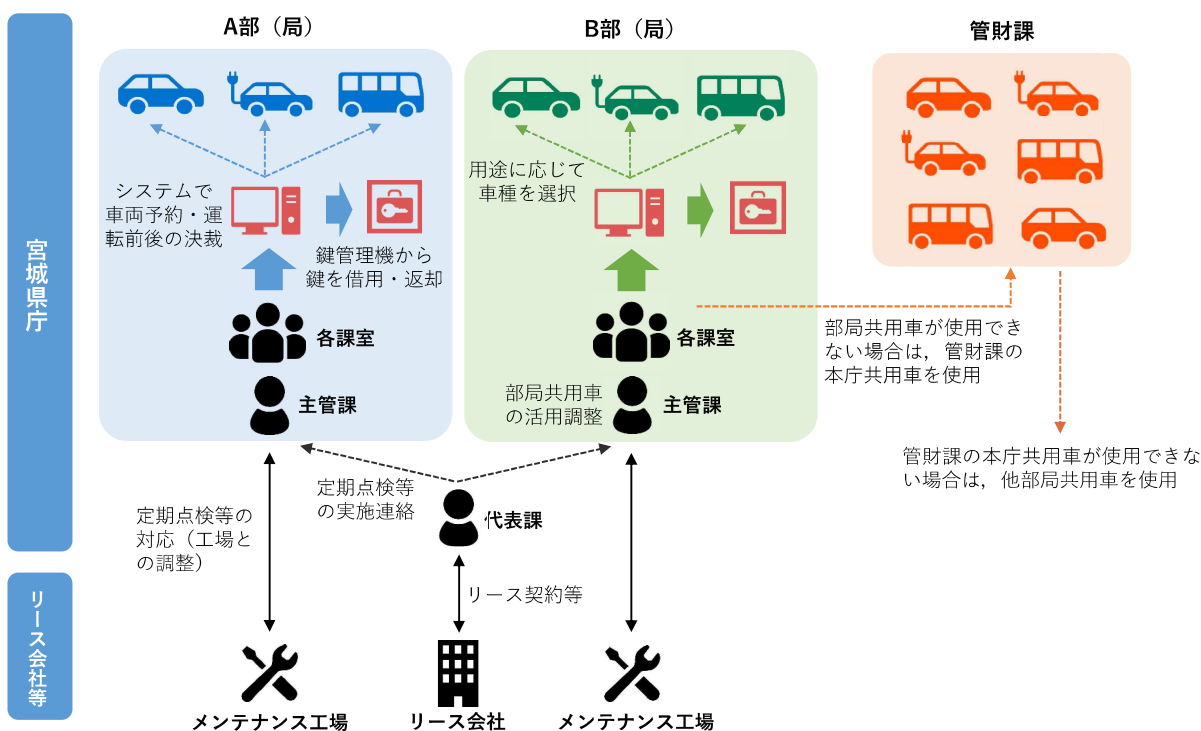 宮城県庁
リース会社等
A部（局）
システムで
車両予約・運
転前後の決裁
鍵管理機から
鍵を借用・返却
各課室
主管課
B部（局）
用途に応じて
車種を選択
各課室
部局共用車
の活用調整
主管課
管財課
部局共用車が使用でき
ない場合は，管財課の
本庁共用車を使用
管財課の本庁共用車が使用できな
い場合は，他部局共用車を使用
定期点検等
の実施連絡
代表課
定期点検等の
対応（工場と
の調整）
リース契約等
メンテナンス工場
リース会社
メンテナンス工場